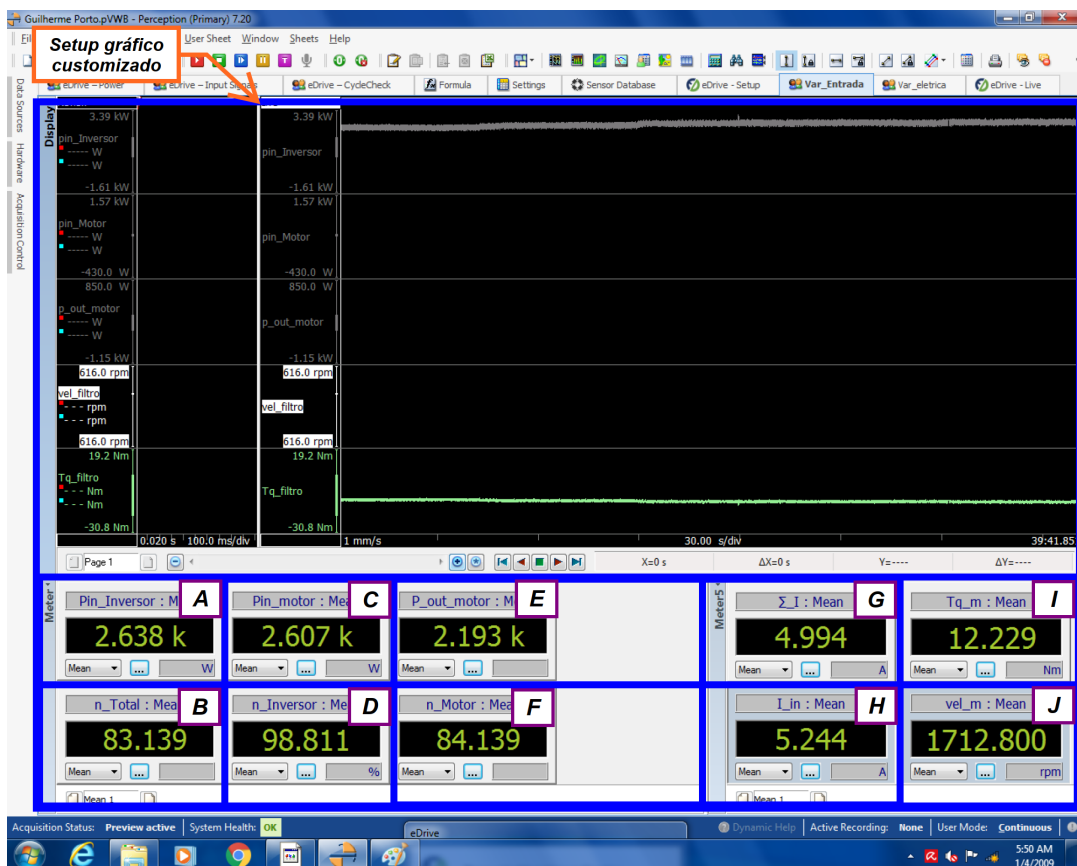 Guilherme Porto.pVWB - Perception (Primary) 7.20
User Sheet Window Sheets Help
Setup gráfico
customizado
eDrive – Power
eDrive – Input Signals
eDrive – CycleCheck
Formula
Settings
Sensor Database
eDrive - Setup
Var_Entrada
Var_eletrica
eDrive - Live
Data Sources
Hardware
Acquisition Control
Display
3.39 kW
pin_Inversor
----- W
----- W
-1.61 kW
1.57 kW
pin_Motor
----- W
----- W
-430.0 W
850.0 W
p_out_motor
----- W
----- W
-1.15 kW
616.0 rpm
vel_filtro
--- rpm
--- rpm
616.0 rpm
19.2 Nm
Tq_filtro
--- Nm
--- Nm
-30.8 Nm
3.39 kW
pin_Inversor
-1.61 kW
1.57 kW
pin_Motor
-430.0 W
850.0 W
p_out_motor
-1.15 kW
616.0 rpm
vel_filtro
616.0 rpm
19.2 Nm
Tq_filtro
-30.8 Nm
0.020 s 100.0 ms/div
1 mm/s
30.00 s/div
39:41.85
Page 1
X=0 s
ΔX=0 s
Y=----
ΔY=----
Meter
Pin_Inversor : M
A
2.638 k
Mean ... W
Pin_motor : Mea
C
2.607 k
Mean ... W
P_out_motor : M
E
2.193 k
Mean ...
Meter5
Σ_I : Mean
G
4.994
Mean ... A
Tq_m : Mean
I
12.229
Mean ... Nm
n_Total : Mea
B
83.139
Mean ...
n_Inversor : Me
D
98.811
Mean ... %
n_Motor : Mea
F
84.139
Mean ...
I_in : Mean
H
5.244
Mean ... A
vel_m : Mean
J
1712.800
Mean ... rpm
Mean 1
Mean 1
Acquisition Status: Preview active
System Health: OK
eDrive
Dynamic Help
Active Recording: None
User Mode: Continuous
5:50 AM
1/4/2009